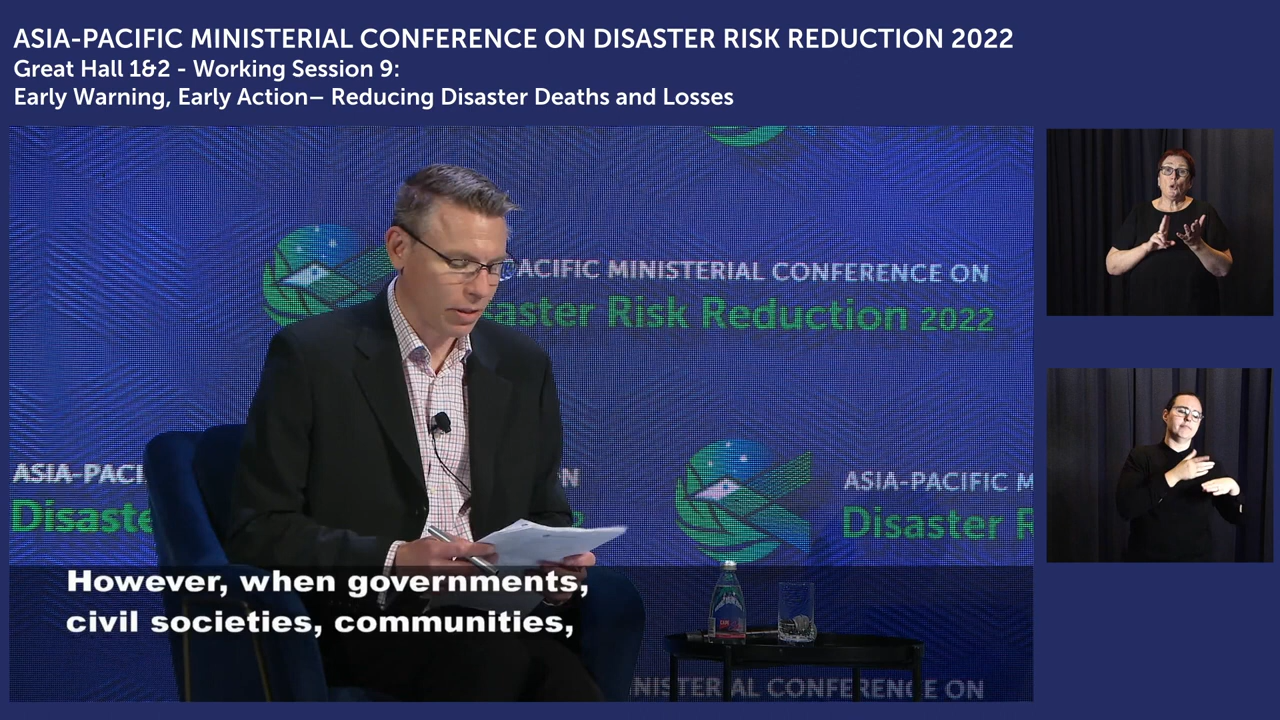 ASIA-PACIFIC MINISTERIAL CONFERENCE ON DISASTER RISK REDUCTION 2022
Great Hall 1&2 - Working Session 9:
Early Warning, Early Action– Reducing Disaster Deaths and Losses
PACIFIC MINISTERIAL CONFERENCE ON
saster Risk Reduction 2022
ASIA-PACI
ON
ASIA-PACIFIC M
Disaste
2
Disaster R
However, when governments,
civil societies, communities,
NISTERIAL CONFERENCE ON